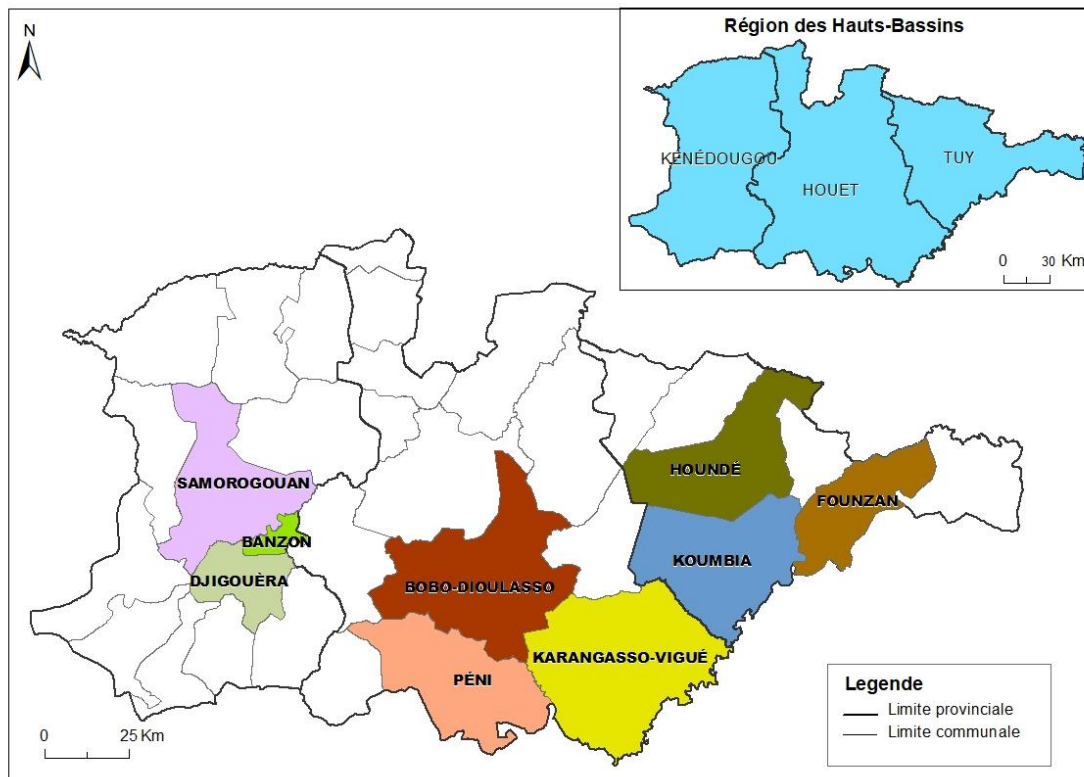 N
Région des Hauts-Bassins
KENÉDOUGOU
TUY
HOUET
0 30 Km
SAMOROGOUAN
HOUNDÉ
FOUNZAN
BANZON
KOUMBIA
DJIGOUÈRA
BOBO-DIOULASSO
KARANGASSO-VIGUÉ
PÉNI
Legende
Limite provinciale
Limite communale
0 25 Km